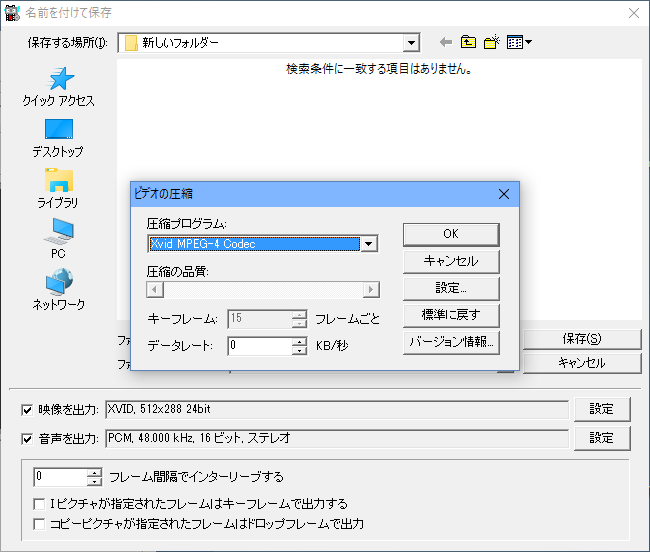 名前を付けて保存
保存する場所(I):
新しいフォルダー
検索条件に一致する項目はありません。
クイック アクセス
デスクトップ
ライブラリ
PC
ネットワーク
ビデオの圧縮
圧縮プログラム:
Xvid MPEG-4 Codec
圧縮の品質:
キーフレーム:
15
フレームごと
データレート:
0
KB/秒
OK
キャンセル
設定...
標準に戻す
バージョン情報...
保存(S)
キャンセル
映像を出力:
XVID, 512x288 24bit
設定
音声を出力:
PCM, 48.000 kHz, 16 ビット, ステレオ
設定
0
フレーム間隔でインターリーブする
Iピクチャが指定されたフレームはキーフレームで出力する
コピーピクチャが指定されたフレームはドロップフレームで出力